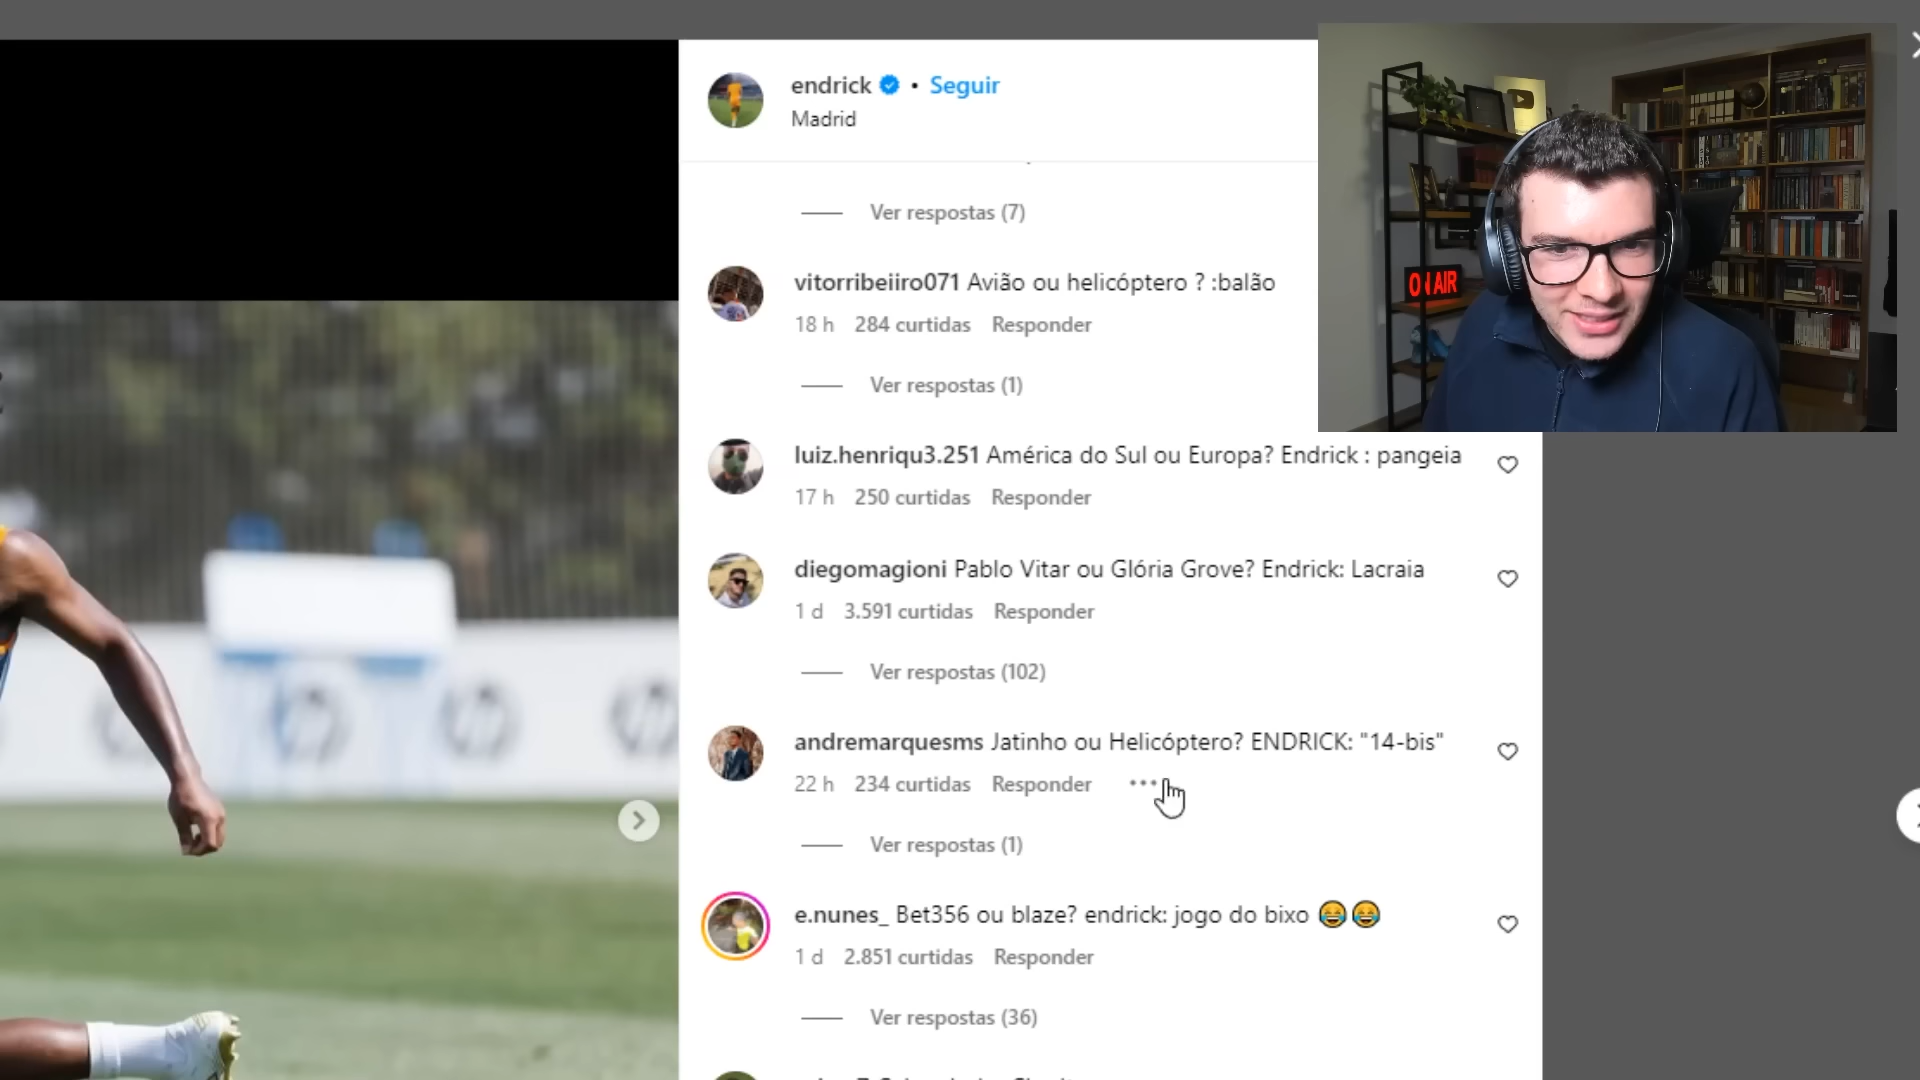 endrick • Seguir
Madrid
Ver respostas (7)
vitorribeiiro071 Avião ou helicóptero ? :balão
18 h 284 curtidas Responder
Ver respostas (1)
luiz.henriqu3.251 América do Sul ou Europa? Endrick : pangeia
17 h 250 curtidas Responder
diegomagioni Pablo Vitar ou Glória Grove? Endrick: Lacraia
1 d 3.591 curtidas Responder
Ver respostas (102)
andremarquesms Jatinho ou Helicóptero? ENDRICK: "14-bis"
22 h 234 curtidas Responder •••
Ver respostas (1)
e.nunes_ Bet356 ou blaze? endrick: jogo do bixo 😂😂
1 d 2.851 curtidas Responder
Ver respostas (36)
ON AIR